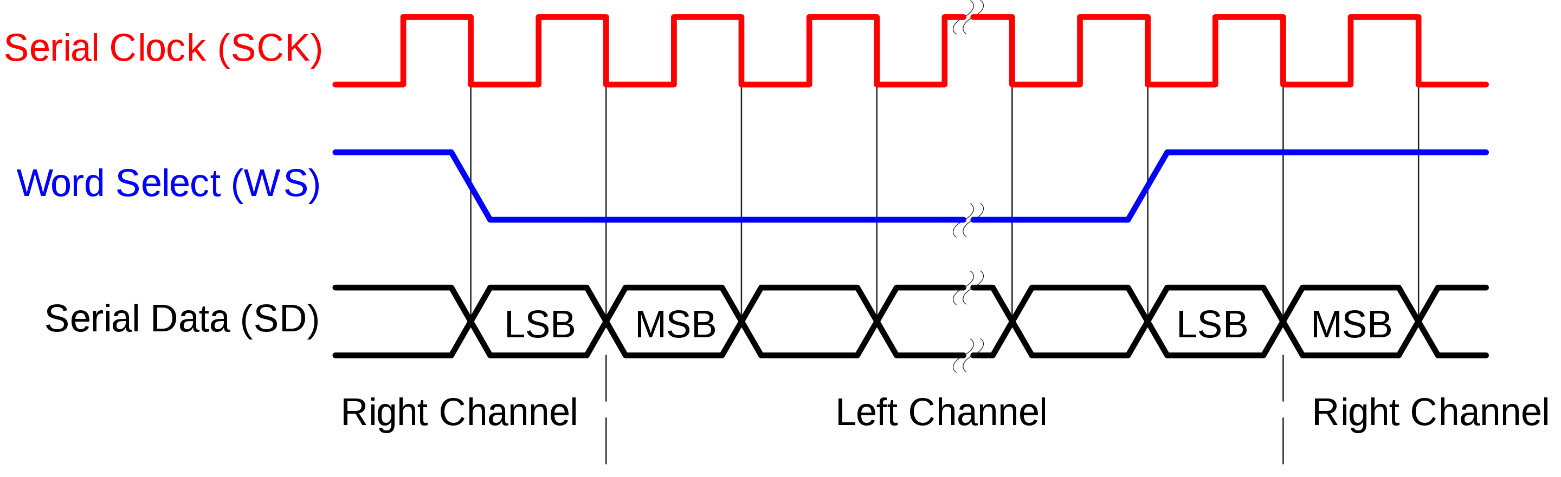 Serial Clock (SCK)
Word Select (WS)
Serial Data (SD)
LSB MSB LSB MSB
Right Channel Left Channel Right Channel